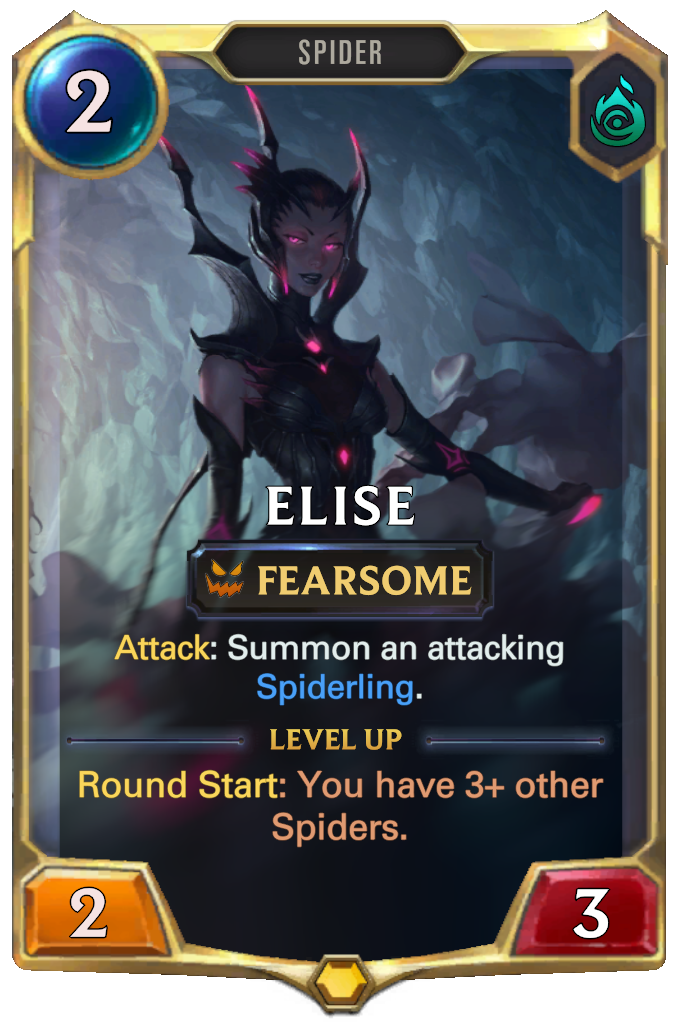 SPIDER
2
ELISE
FEARSOME
Attack: Summon an attacking
Spiderling.
LEVEL UP
Round Start: You have 3+ other
Spiders.
2
3